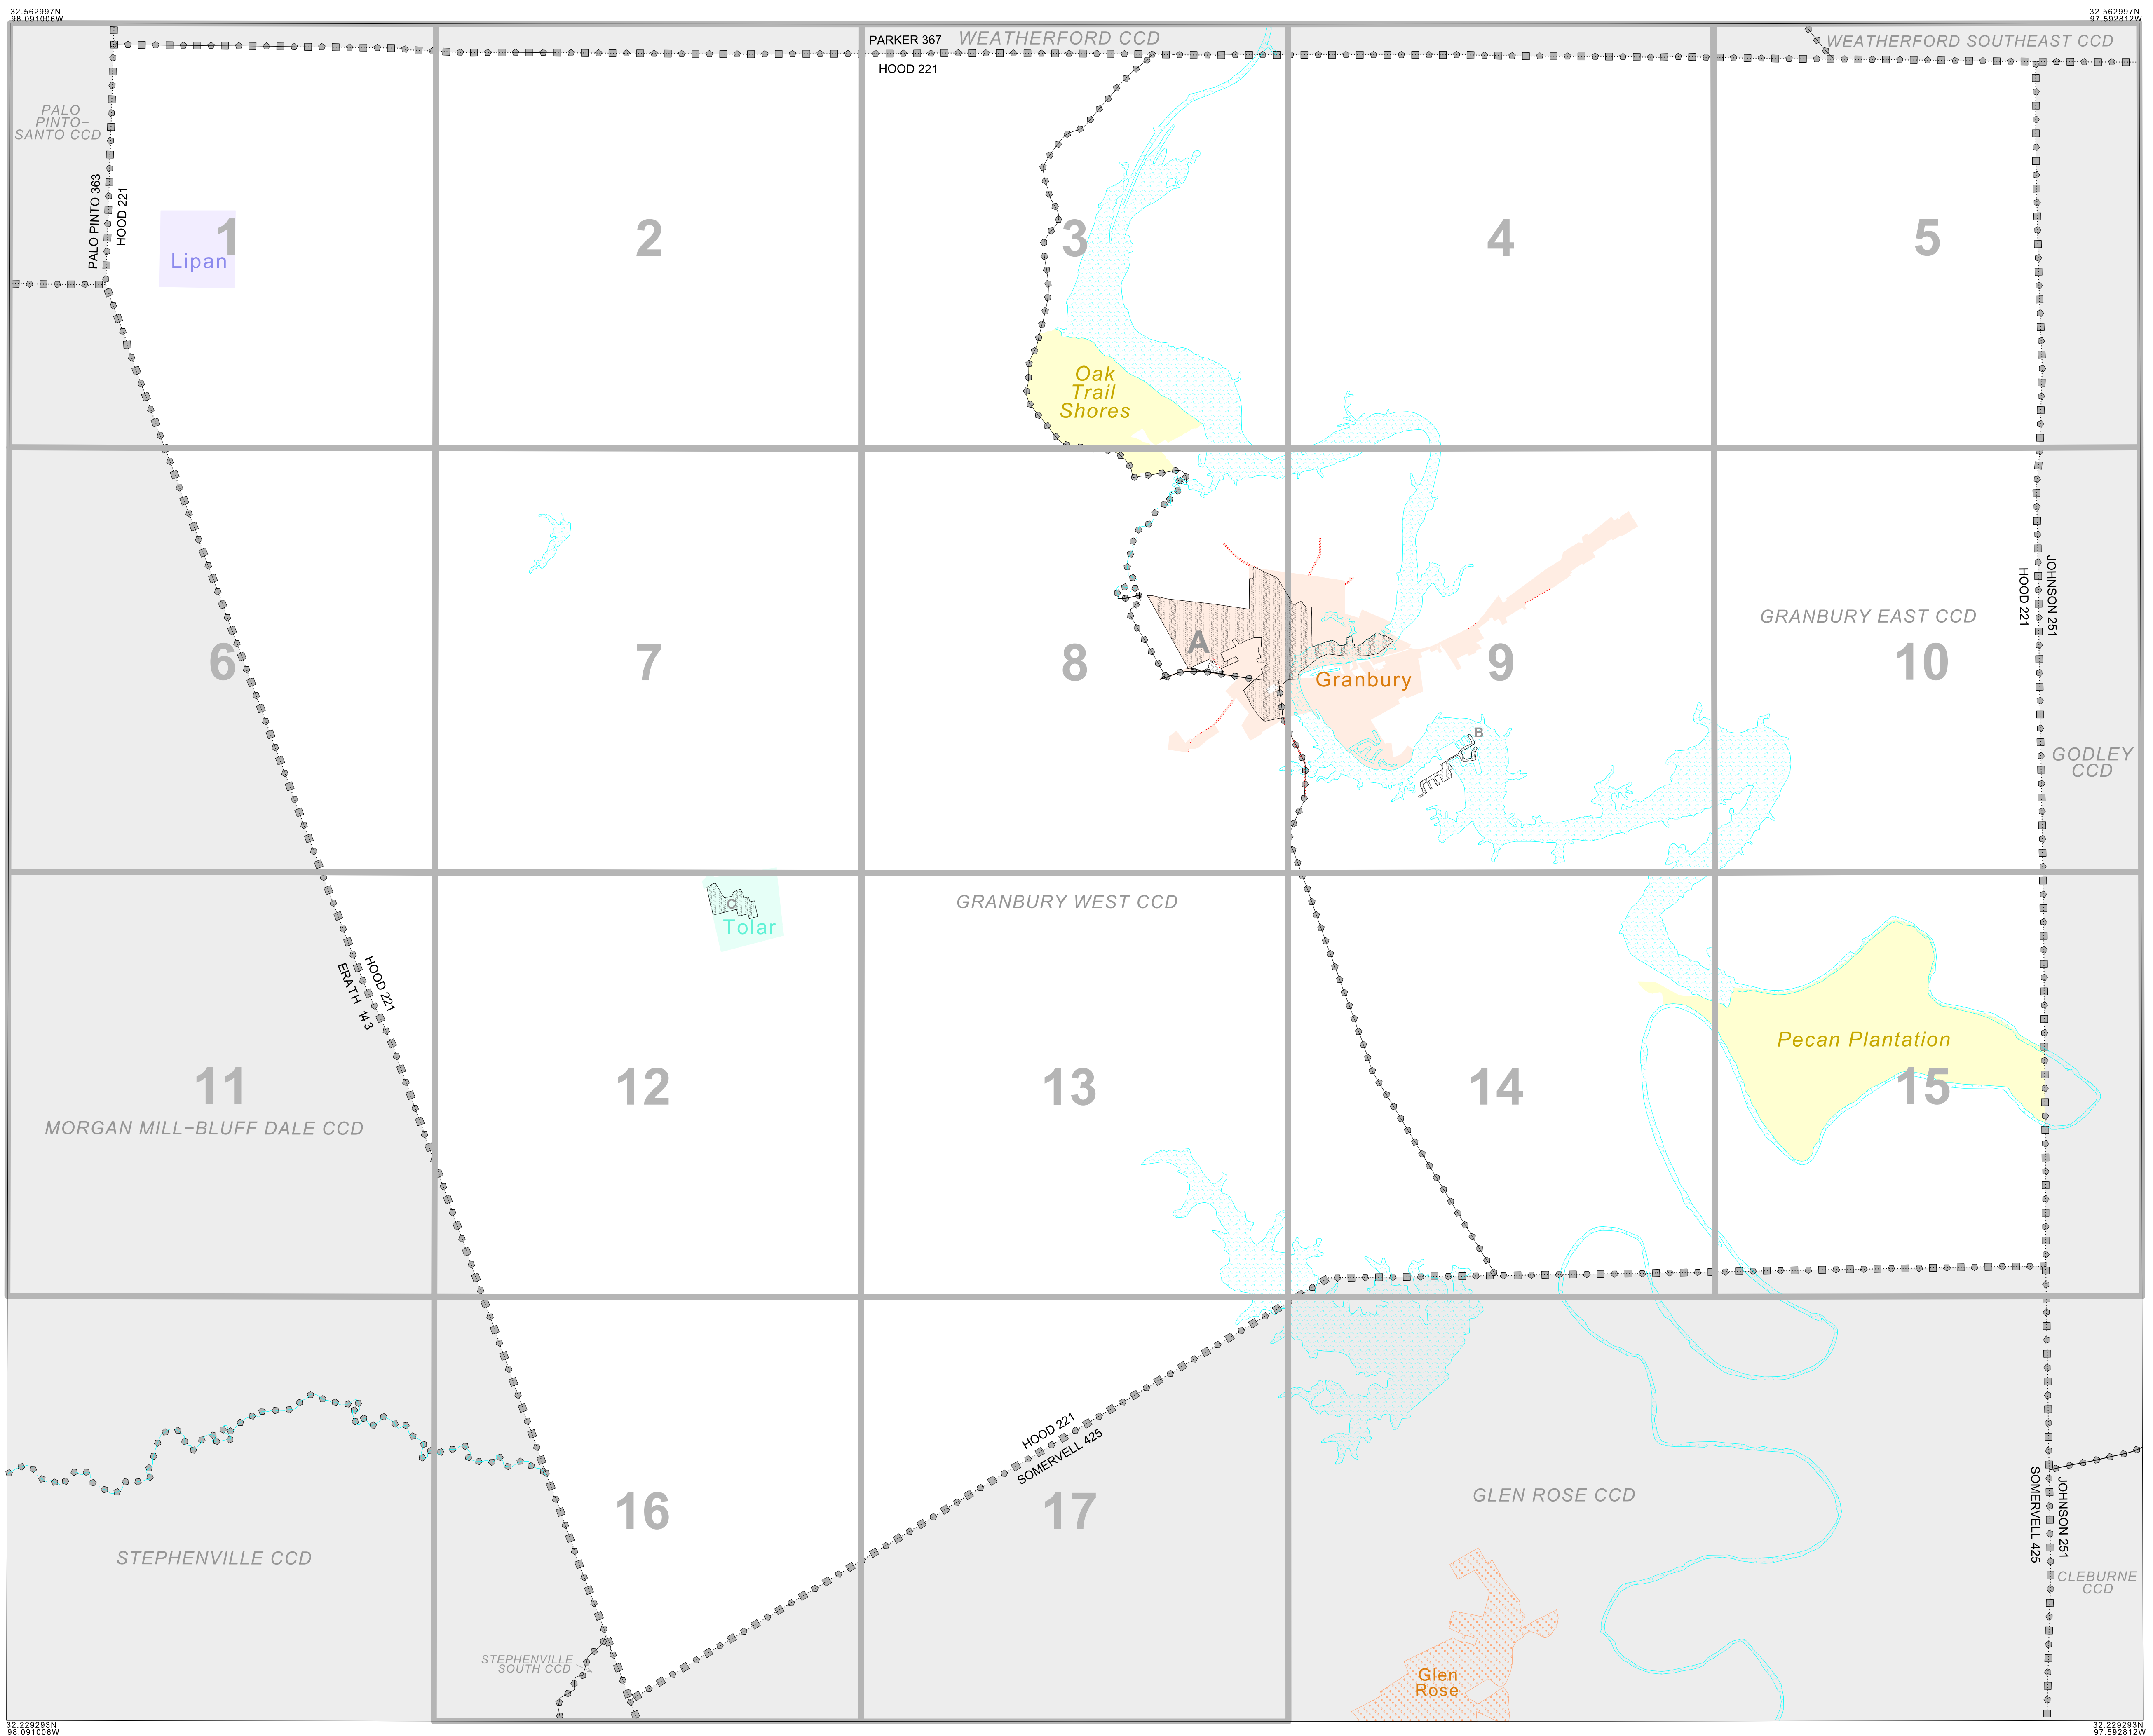 32.562997N
98.091006W
32.562997N
97.592812W
PARKER 367
HOOD 221
WEATHERFORD CCD
WEATHERFORD SOUTHEAST CCD
PALO
PINTO-
SANTO CCD
PALO PINTO 363
HOOD 221
1
Lipan
2
3
4
5
Oak
Trail
Shores
6
7
8
A
Granbury
9
B
GRANBURY EAST CCD
10
HOOD 221
JOHNSON 251
GODLEY
CCD
C
Tolar
GRANBURY WEST CCD
HOOD 221
ERATH 143
11
MORGAN MILL-BLUFF DALE CCD
12
13
14
Pecan Plantation
15
HOOD 221
SOMERVELL 425
16
17
GLEN ROSE CCD
SOMERVELL 425
JOHNSON 251
STEPHENVILLE CCD
CLEBURNE
CCD
STEPHENVILLE
SOUTH CCD
Glen
Rose
32.229293N
98.091006W
32.229293N
97.592812W